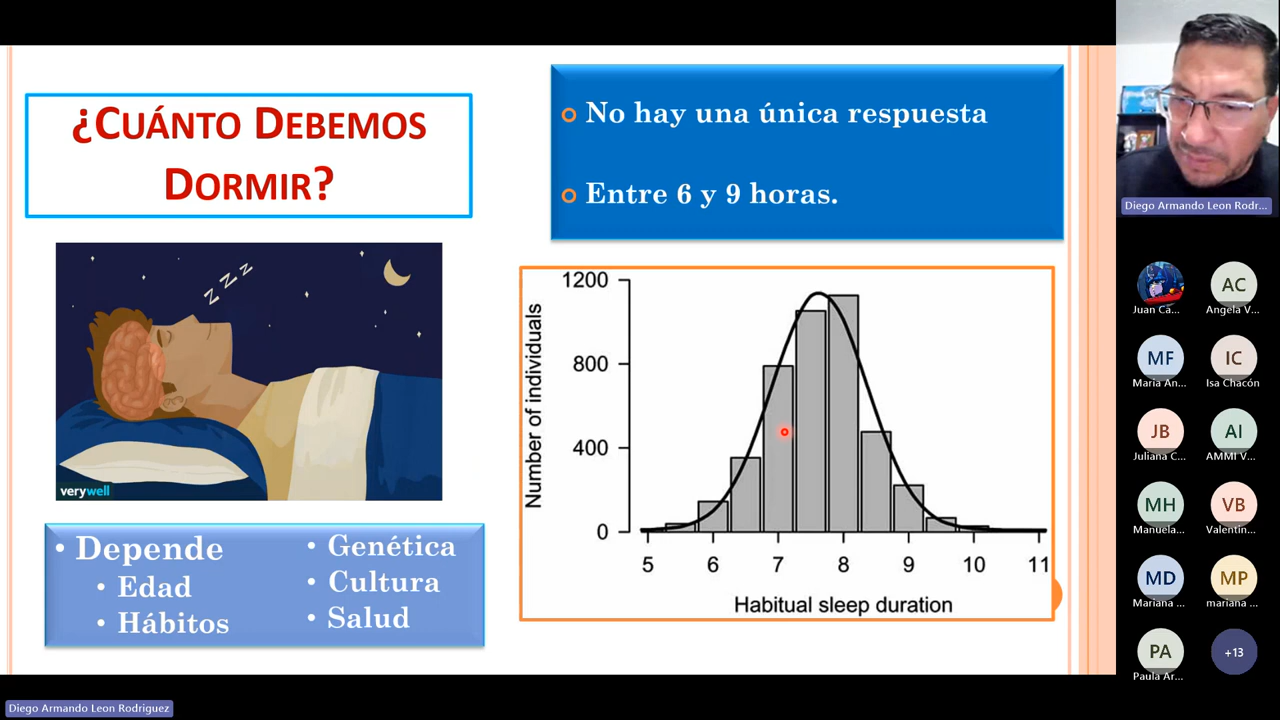 ¿CUÁNTO DEBEMOS
DORMIR?
No hay una única respuesta
Entre 6 y 9 horas.
z z z
verywell
Depende
Edad
Hábitos
Genética
Cultura
Salud
1200
800
400
0
Number of individuals
5 6 7 8 9 10 11
Habitual sleep duration
Diego Armando Leon Rodr...
Juan Ca...
AC
Angela V...
MF
Maria An...
IC
Isa Chacón
JB
Juliana C...
AI
AMMI V...
MH
Manuela...
VB
Valentin...
MD
Mariana ...
MP
mariana ...
PA
Paula Ar...
+13
Diego Armando Leon Rodriguez